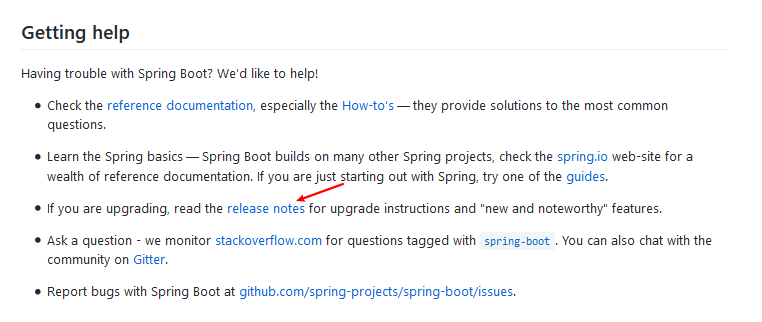 Getting help
Having trouble with Spring Boot? We'd like to help!
Check the reference documentation, especially the How-to's — they provide solutions to the most common
questions.
Learn the Spring basics — Spring Boot builds on many other Spring projects, check the spring.io web-site for a
wealth of reference documentation. If you are just starting out with Spring, try one of the guides.
If you are upgrading, read the release notes for upgrade instructions and "new and noteworthy" features.
Ask a question - we monitor stackoverflow.com for questions tagged with spring-boot. You can also chat with the
community on Gitter.
Report bugs with Spring Boot at github.com/spring-projects/spring-boot/issues.